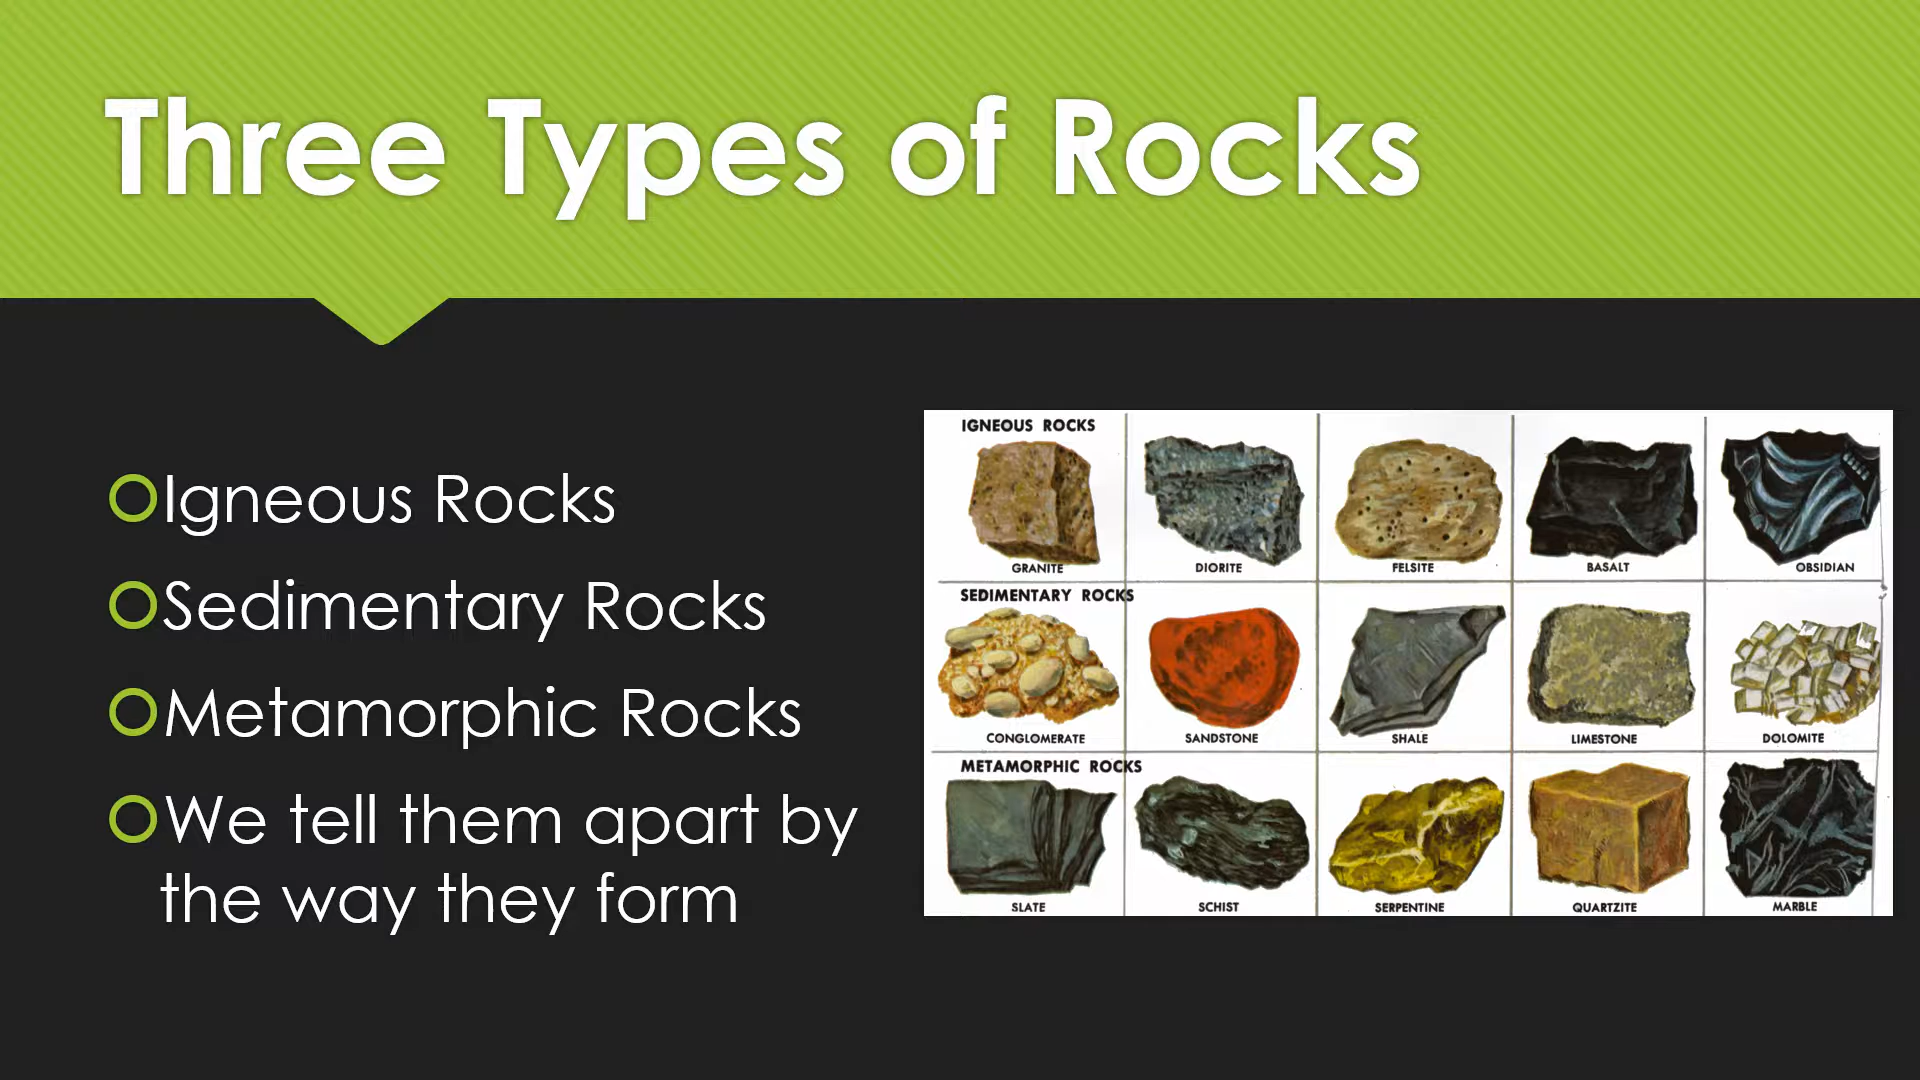 Three Types of Rocks
Igneous Rocks
Sedimentary Rocks
Metamorphic Rocks
We tell them apart by
the way they form
IGNEOUS ROCKS
GRANITE
DIORITE
FELSITE
BASALT
OBSIDIAN
SEDIMENTARY ROCKS
CONGLOMERATE
SANDSTONE
SHALE
LIMESTONE
DOLOMITE
METAMORPHIC ROCKS
SLATE
SCHIST
SERPENTINE
QUARTZITE
MARBLE